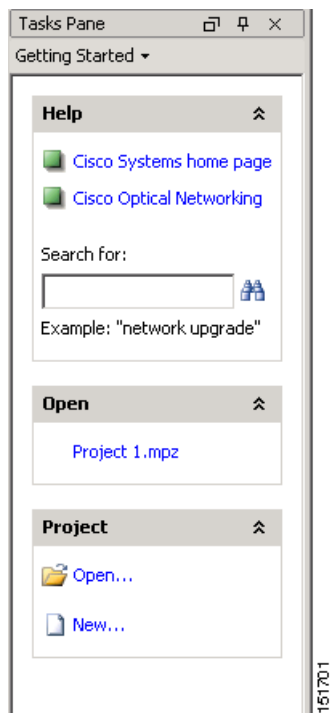 Tasks Pane
Getting Started
Help
Cisco Systems home page
Cisco Optical Networking
Search for:
Example: "network upgrade"
Open
Project 1.mpz
Project
Open...
New...
151701